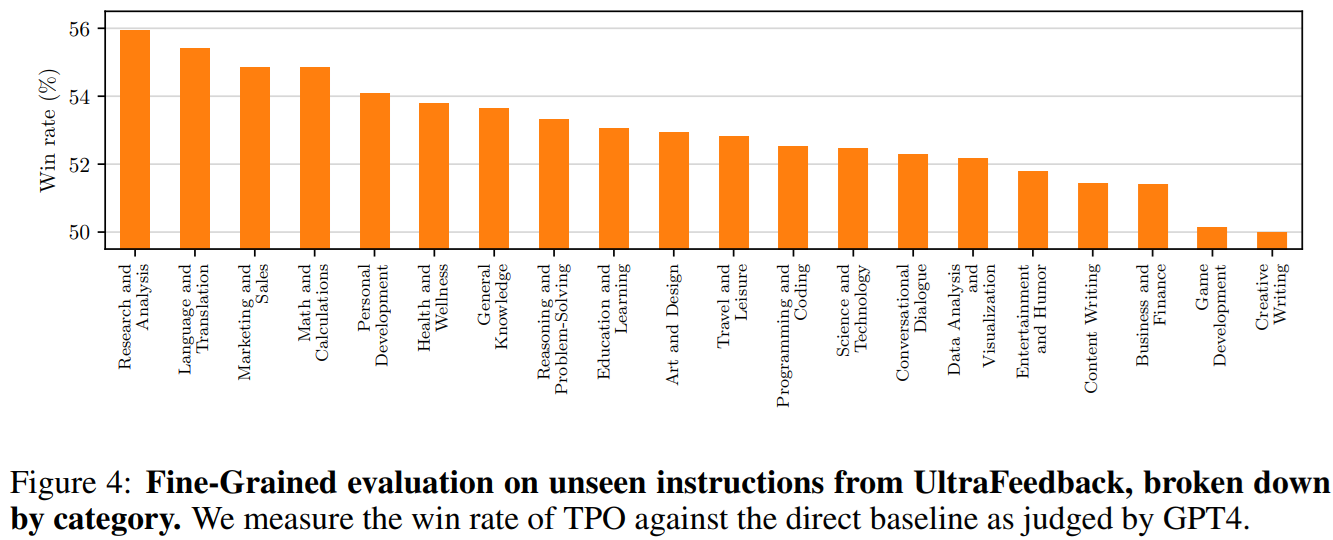 56
54
52
50
Win rate (%)
Research and
Analysis
Language and
Translation
Marketing and
Sales
Math and
Calculations
Personal
Development
Health and
Wellness
General
Knowledge
Reasoning and
Problem-Solving
Education and
Learning
Art and Design
Travel and
Leisure
Programming and
Coding
Science and
Technology
Conversational
Dialogue
Data Analysis
and
Visualization
Entertainment
and Humor
Content Writing
Business and
Finance
Game
Development
Creative
Writing
Figure 4: Fine-Grained evaluation on unseen instructions from UltraFeedback, broken down
by category. We measure the win rate of TPO against the direct baseline as judged by GPT4.